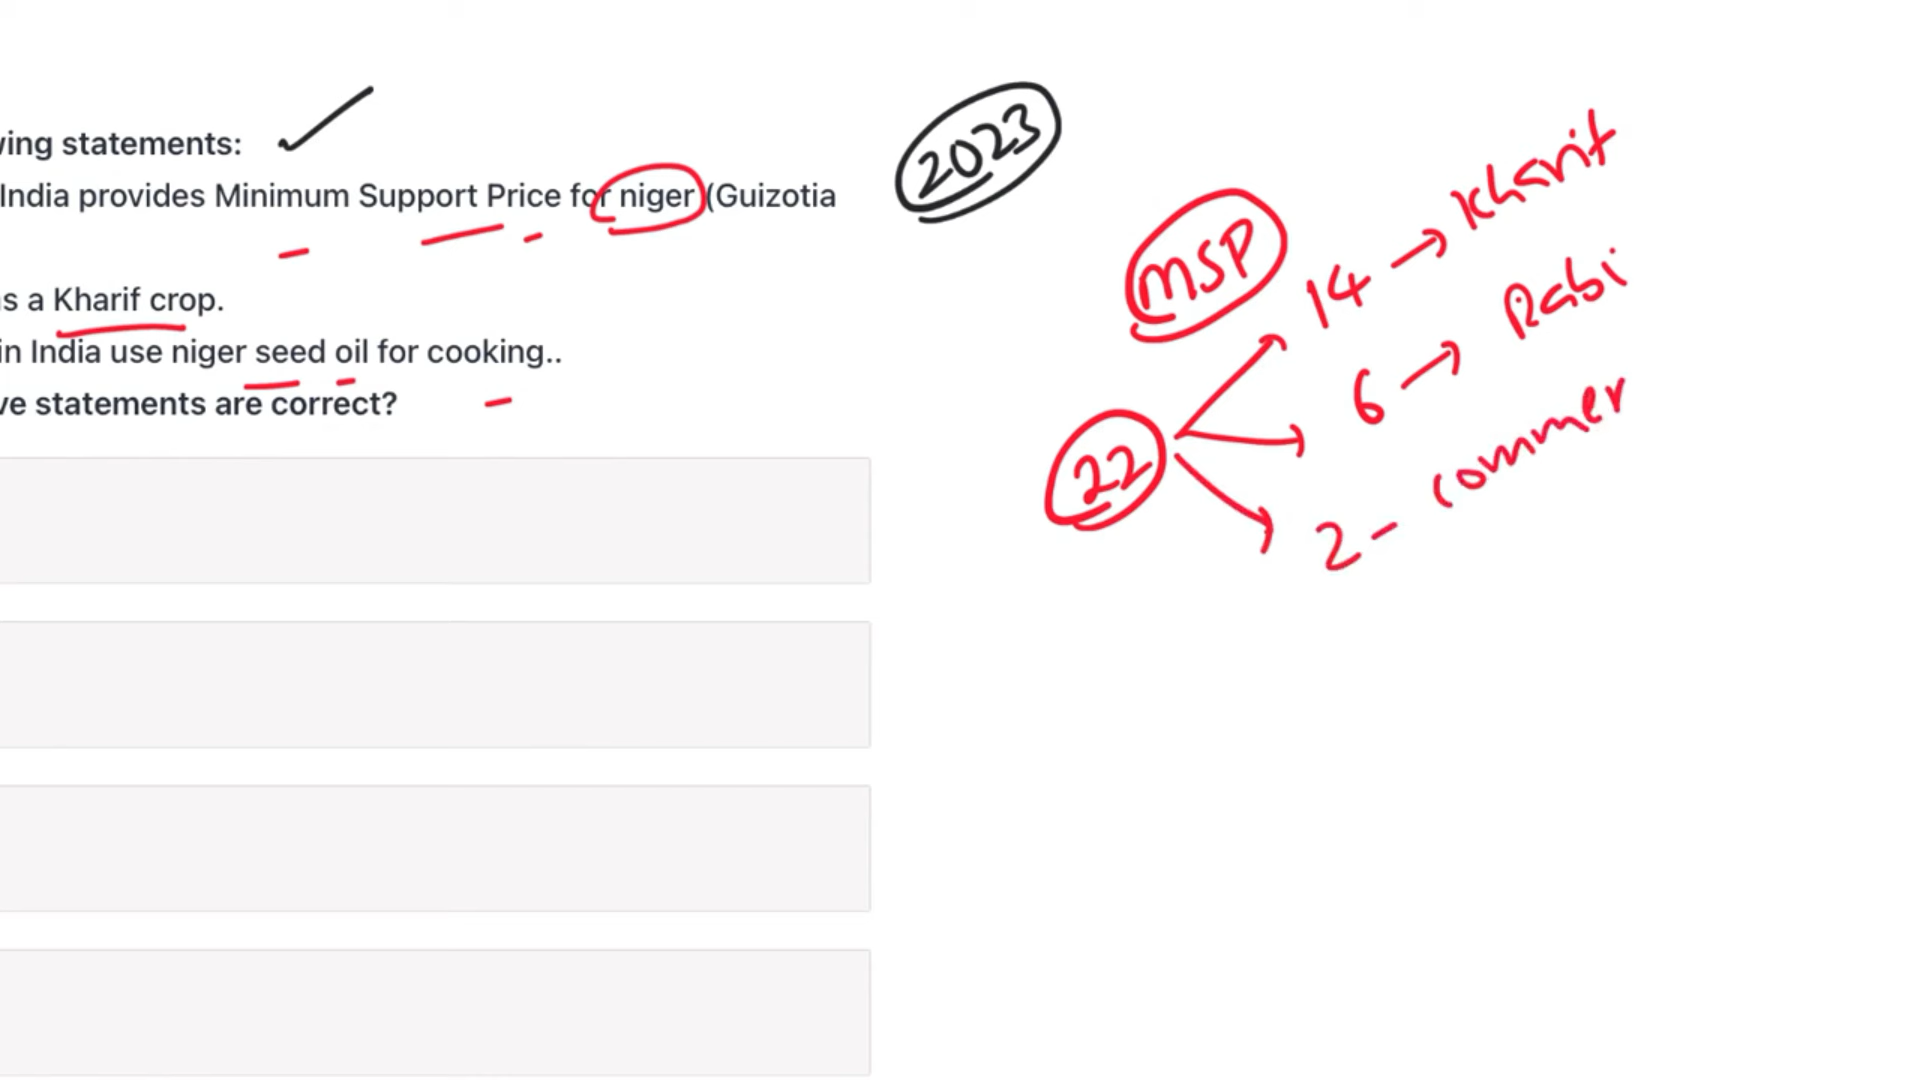 wing statements:
2023
India provides Minimum Support Price for niger (Guizotia
MSP
14 → Kharif
s a Kharif crop.
6 → Rabi
in India use niger seed oil for cooking..
ve statements are correct?
22
2 - commer